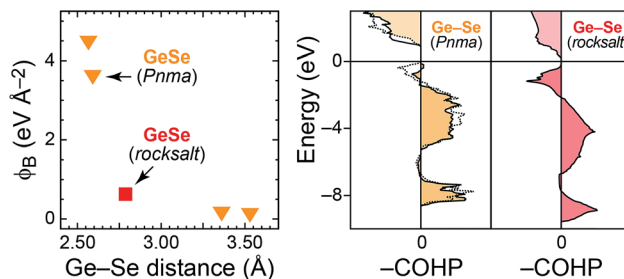 4
2
0
ϕB (eV Å–2)
GeSe
(Pnma)
GeSe
(rocksalt)
2.50 3.00 3.50
Ge–Se distance (Å)
Energy (eV)
0
–4
–8
Ge–Se
(Pnma)
Ge–Se
(rocksalt)
0 0
–COHP –COHP